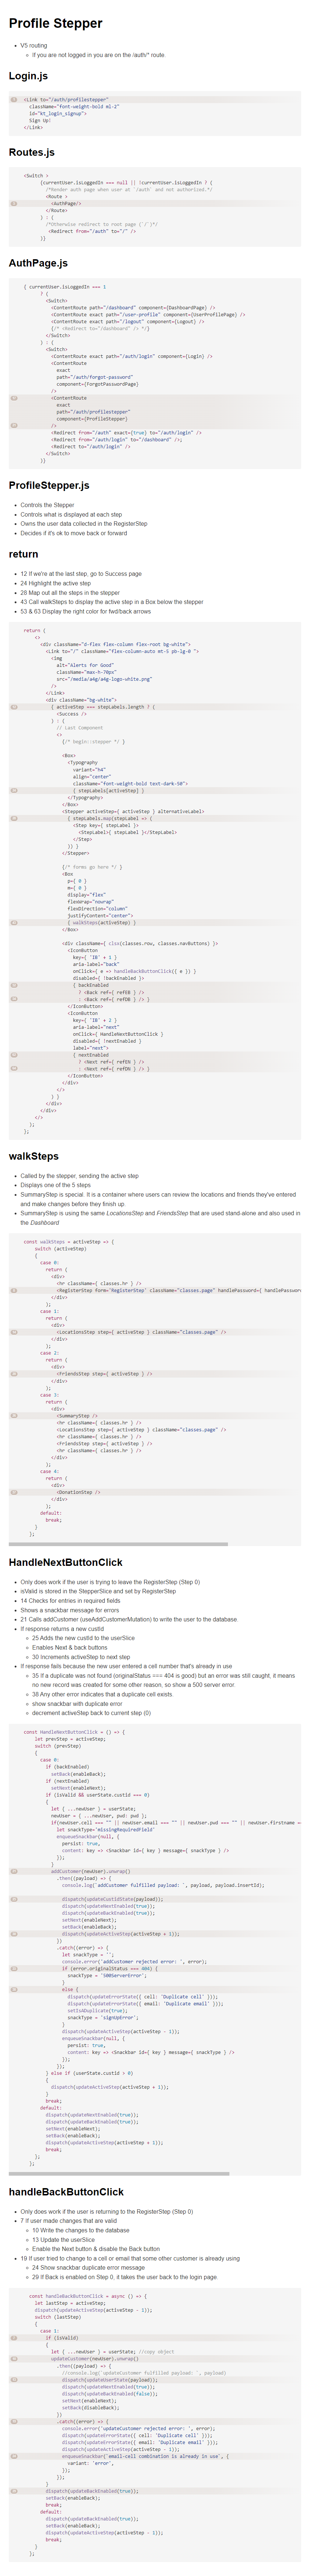 Profile Stepper
V5 routing
If you are not logged in you are on the /auth/* route.
Login.js
<Link to="/auth/profilestepper"
className="font-weight-bold ml-2"
id="kt_login_signup">
Sign Up!
</Link>
Routes.js
<Switch >
{currentUser.isLoggedIn === null || !currentUser.isLoggedIn ? (
/*Render auth page when user at `/auth` and not authorized.*/
<Route >
<AuthPage/>
</Route>
) : (
/*Otherwise redirect to root page (`/`)*/
<Redirect from="/auth" to="/" />
)}
AuthPage.js
{ currentUser.isLoggedIn === 1
? (
<Switch>
<ContentRoute path="/dashboard" component={DashboardPage} />
<ContentRoute exact path="/user-profile" component={UserProfilePage} />
<ContentRoute exact path="/logout" component={Logout} />
{/* <Redirect to="/dashboard" /> */}
</Switch>
) : (
<Switch>
<ContentRoute exact path="/auth/login" component={Login} />
<ContentRoute
exact
path="/auth/forgot-password"
component={ForgotPasswordPage}
/>
<ContentRoute
exact
path="/auth/profilestepper"
component={ProfileStepper}
/>
<Redirect from="/auth" exact={true} to="/auth/login" />
<Redirect from="/auth/login" to="/dashboard" />;
<Redirect to="/auth/login" />
</Switch>
)}
ProfileStepper.js
Controls the Stepper
Controls what is displayed at each step
Owns the user data collected in the RegisterStep
Decides if it's ok to move back or forward
return
12 If we're at the last step, go to Success page
24 Highlight the active step
28 Map out all the steps in the stepper
43 Call walkSteps to display the active step in a Box below the stepper
53 & 63 Display the right color for fwd/back arrows
return (
<>
<div className="d-flex flex-column flex-root bg-white">
<Link to="/" className="flex-column-auto mt-5 pb-lg-0 ">
<img
alt="Alerts for Good"
className="max-h-70px"
src="/media/a4g/a4g-logo-white.png"
/>
</Link>
<div className="bg-white">
{ activeStep === stepLabels.length ? (
<Success />
) : (
// Last Component
<>
{/* begin::stepper */ }
<Box>
<Typography
variant="h4"
align="center"
className="font-weight-bold text-dark-50">
{ stepLabels[activeStep] }
</Typography>
</Box>
<Stepper activeStep={ activeStep } alternativeLabel>
{ stepLabels.map(stepLabel => (
<Step key={ stepLabel }>
<StepLabel>{ stepLabel }</StepLabel>
</Step>
)) }
</Stepper>
{/* forms go here */ }
<Box
p={ 0 }
m={ 0 }
display="flex"
flexWrap="nowrap"
flexDirection="column"
justifyContent="center">
{ walkSteps(activeStep) }
</Box>
<div className={ clsx(classes.row, classes.navButtons) }>
<IconButton
key={ 'IB' + 1 }
aria-label="back"
onClick={ e => handleBackButtonClick({ e }) }
disabled={ !backEnabled }>
{ backEnabled
? <Back ref={ refEB } />
: <Back ref={ refDB } /> }
</IconButton>
<IconButton
key={ 'IB' + 2 }
aria-label="next"
onClick={ HandleNextButtonClick }
disabled={ !nextEnabled }
label="next">
{ nextEnabled
? <Next ref={ refEN } />
: <Next ref={ refDN } /> }
</IconButton>
</div>
</>
) }
</div>
</div>
</>
);
};
walkSteps
Called by the stepper, sending the active step
Displays one of the 5 steps
SummaryStep is special. It is a container where users can review the locations and friends they've entered
and make changes before they finish up.
SummaryStep is using the same LocationsStep and FriendsStep that are used stand-alone and also used in
the Dashboard
const walkSteps = activeStep => {
switch (activeStep)
{
case 0:
return (
<div>
<hr className={ classes.hr } />
<RegisterStep form='RegisterStep' className="classes.page" handlePassword={ handlePasswor
</div>
);
case 1:
return (
<div>
<LocationsStep step={ activeStep } className="classes.page" />
</div>
);
case 2:
return (
<div>
<FriendsStep step={ activeStep } />
</div>
);
case 3:
return (
<div>
<SummaryStep />
<hr className={ classes.hr } />
<LocationsStep step={ activeStep } className="classes.page" />
<hr className={ classes.hr } />
<FriendsStep step={ activeStep } />
<hr className={ classes.hr } />
</div>
);
case 4:
return (
<div>
<DonationStep />
</div>
);
default:
break;
}
};
HandleNextButtonClick
Only does work if the user is trying to leave the RegisterStep (Step 0)
isValid is stored in the StepperSlice and set by RegisterStep
14 Checks for entries in required fields
Shows a snackbar message for errors
21 Calls addCustomer (useAddCustomerMutation) to write the user to the database.
If response returns a new custId
25 Adds the new custId to the userSlice
Enables Next & back buttons
30 Increments activeStep to next step
If response fails because the new user entered a cell number that's already in use
35 If a duplicate was not found (originalStatus === 404 is good) but an error was still caught, it means
no new record was created for some other reason, so show a 500 server error.
38 Any other error indicates that a duplicate cell exists.
show snackbar with duplicate error
decrement activeStep back to current step (0)
const HandleNextButtonClick = () => {
let prevStep = activeStep;
switch (prevStep)
{
case 0:
if (backEnabled)
setBack(enableBack);
if (nextEnabled)
setNext(enableNext);
if (isValid && userState.custId === 0)
{
let { ...newUser } = userState;
newUser = { ...newUser, pwd: pwd };
if(newUser.cell === "" || newUser.email === "" || newUser.pwd === "" || newUser.firstname =
let snackType='missingRequiredField'
enqueueSnackbar(null, {
persist: true,
content: key => <Snackbar id={ key } message={ snackType } />
});
}
addCustomer(newUser).unwrap()
.then((payload) => {
console.log(`addCustomer fulfilled payload: `, payload, payload.insertId);
dispatch(updateCustIdState(payload));
dispatch(updateNextEnabled(true));
dispatch(updateBackEnabled(true));
setNext(enableNext);
setBack(enableBack);
dispatch(updateActiveStep(activeStep + 1));
})
.catch((error) => {
let snackType = '';
console.error('addCustomer rejected error: ', error);
if (error.originalStatus === 404) {
snackType = '500ServerError';
}
else {
dispatch(updateErrorState({ cell: 'Duplicate cell' }));
dispatch(updateErrorState({ email: 'Duplicate email' }));
setIsADuplicate(true);
snackType = 'signUpError';
}
dispatch(updateActiveStep(activeStep - 1));
enqueueSnackbar(null, {
persist: true,
content: key => <Snackbar id={ key } message={ snackType } />
});
});
} else if (userState.custId > 0)
{
dispatch(updateActiveStep(activeStep + 1));
}
break;
default:
dispatch(updateNextEnabled(true));
dispatch(updateBackEnabled(true));
setNext(enableNext);
setBack(enableBack);
dispatch(updateActiveStep(activeStep + 1));
break;
};
};
handleBackButtonClick
Only does work if the user is returning to the RegisterStep (Step 0)
7 If user made changes that are valid
10 Write the changes to the database
13 Update the userSlice
Enable the Next button & disable the Back button
19 If user tried to change to a cell or email that some other customer is already using
24 Show snackbar duplicate error message
29 If Back is enabled on Step 0, it takes the user back to the login page.
const handleBackButtonClick = async () => {
let lastStep = activeStep;
dispatch(updateActiveStep(activeStep - 1));
switch (lastStep)
{
case 1:
if (isValid)
{
let { ...newUser } = userState; //copy object
updateCustomer(newUser).unwrap()
.then((payload) => {
//console.log(`updateCustomer fulfilled payload: `, payload)
dispatch(updateUserState(payload));
dispatch(updateNextEnabled(true));
dispatch(updateBackEnabled(false));
setNext(enableNext);
setBack(disableBack);
})
.catch((error) => {
console.error('updateCustomer rejected error: ', error);
dispatch(updateErrorState({ cell: 'Duplicate cell' }));
dispatch(updateErrorState({ email: 'Duplicate email' }));
dispatch(updateActiveStep(activeStep - 1));
enqueueSnackbar(`email-cell combination is already in use`, {
variant: 'error',
});
});
}
dispatch(updateBackEnabled(true));
setBack(enableBack);
break;
default:
dispatch(updateBackEnabled(true));
setBack(enableBack);
dispatch(updateActiveStep(activeStep - 1));
break;
}
};